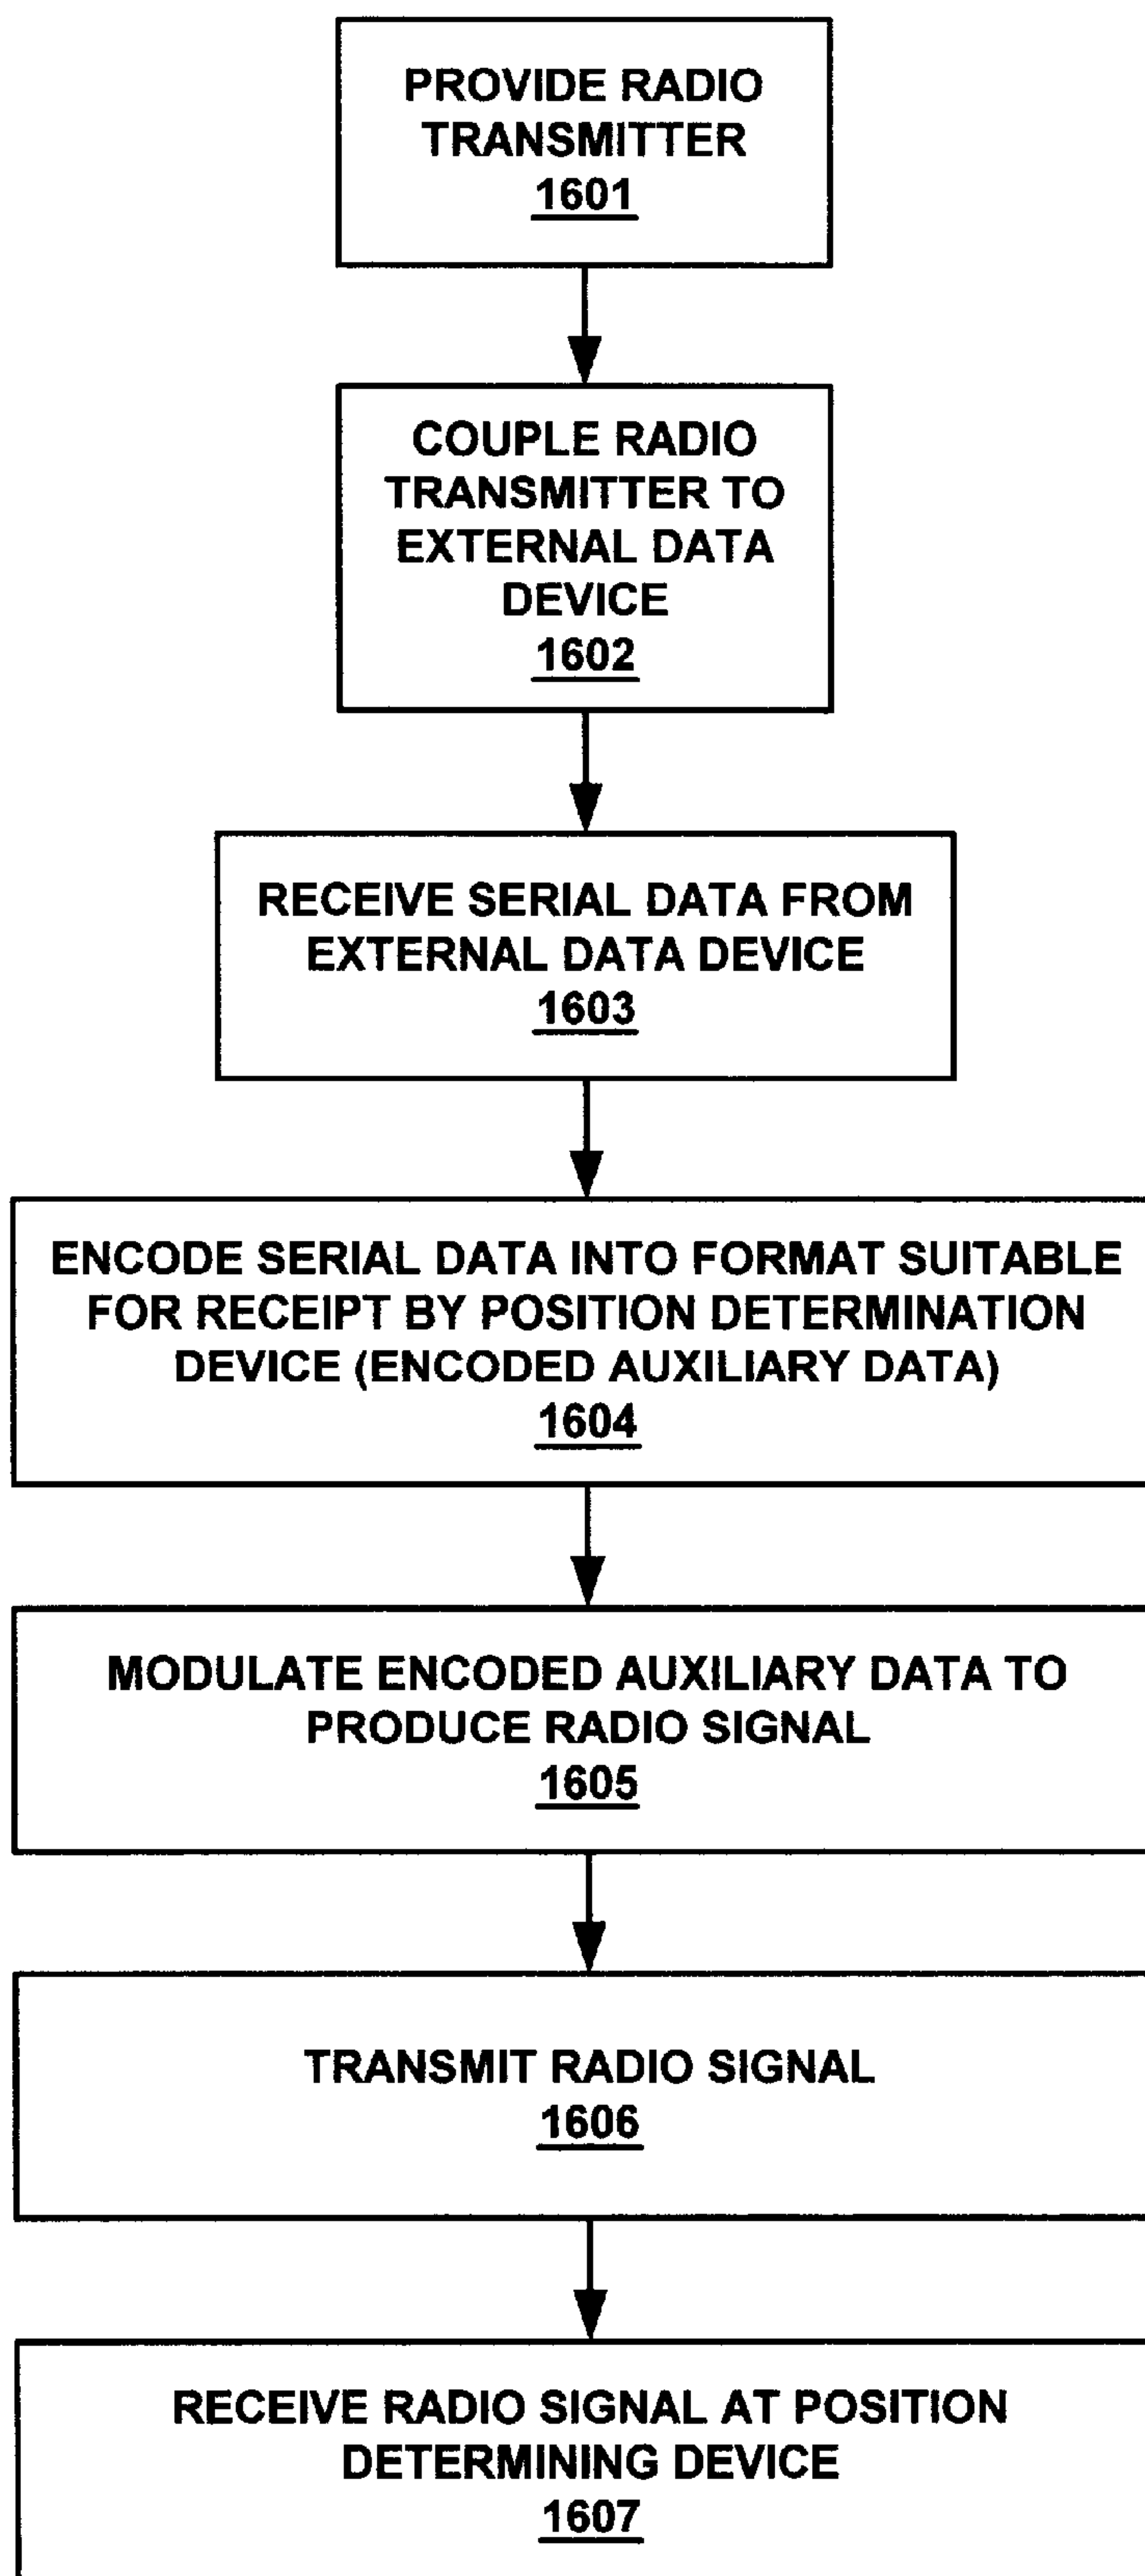 PROVIDE RADIO
TRANSMITTER
1601
COUPLE RADIO
TRANSMITTER TO
EXTERNAL DATA
DEVICE
1602
RECEIVE SERIAL DATA FROM
EXTERNAL DATA DEVICE
1603
ENCODE SERIAL DATA INTO FORMAT SUITABLE
FOR RECEIPT BY POSITION DETERMINATION
DEVICE (ENCODED AUXILIARY DATA)
1604
MODULATE ENCODED AUXILIARY DATA TO
PRODUCE RADIO SIGNAL
1605
TRANSMIT RADIO SIGNAL
1606
RECEIVE RADIO SIGNAL AT POSITION
DETERMINING DEVICE
1607